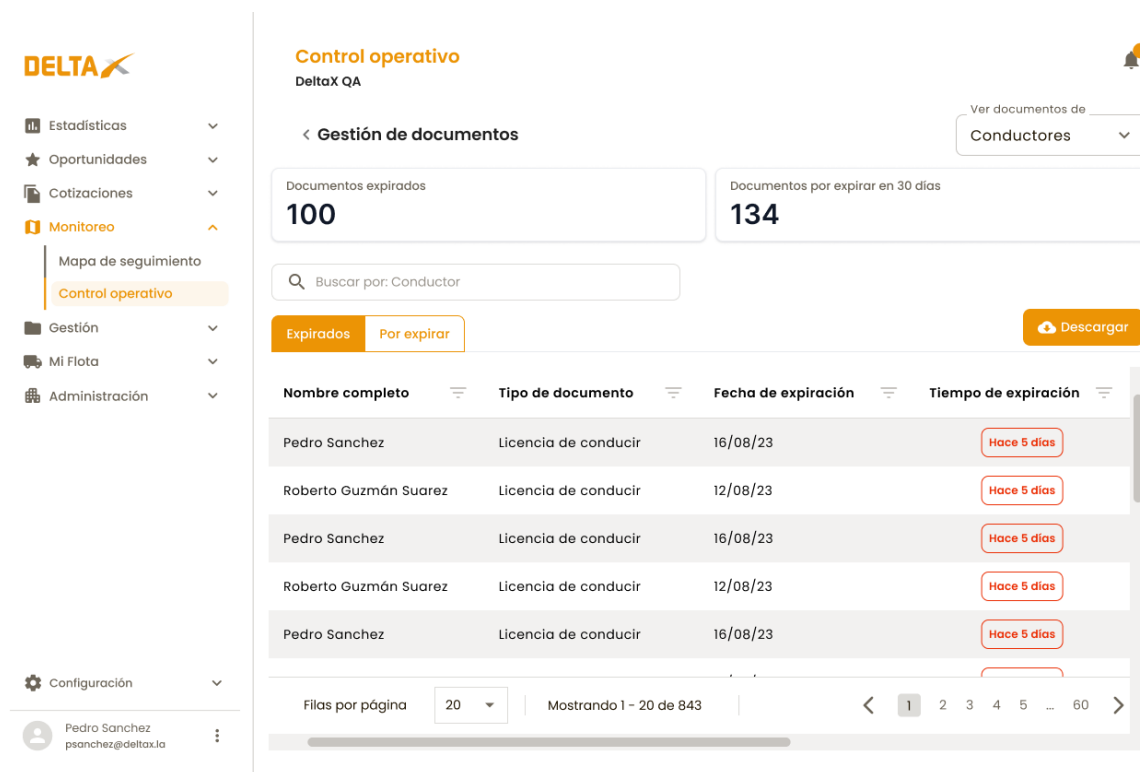 DELTA X
Estadísticas
Oportunidades
Cotizaciones
Monitoreo
Mapa de seguimiento
Control operativo
Gestión
Mi Flota
Administración
Configuración
Pedro Sanchez
psanchez@deltax.la
Control operativo
DeltaX QA
Gestión de documentos
Ver documentos de
Conductores
Documentos expirados
100
Documentos por expirar en 30 días
134
Buscar por: Conductor
Expirados Por expirar
Descargar
Nombre completo Tipo de documento Fecha de expiración Tiempo de expiración
Pedro Sanchez Licencia de conducir 16/08/23 Hace 5 días
Roberto Guzmán Suarez Licencia de conducir 12/08/23 Hace 5 días
Pedro Sanchez Licencia de conducir 16/08/23 Hace 5 días
Roberto Guzmán Suarez Licencia de conducir 12/08/23 Hace 5 días
Pedro Sanchez Licencia de conducir 16/08/23 Hace 5 días
Filas por página 20 Mostrando 1 - 20 de 843 1 2 3 4 5 ... 60